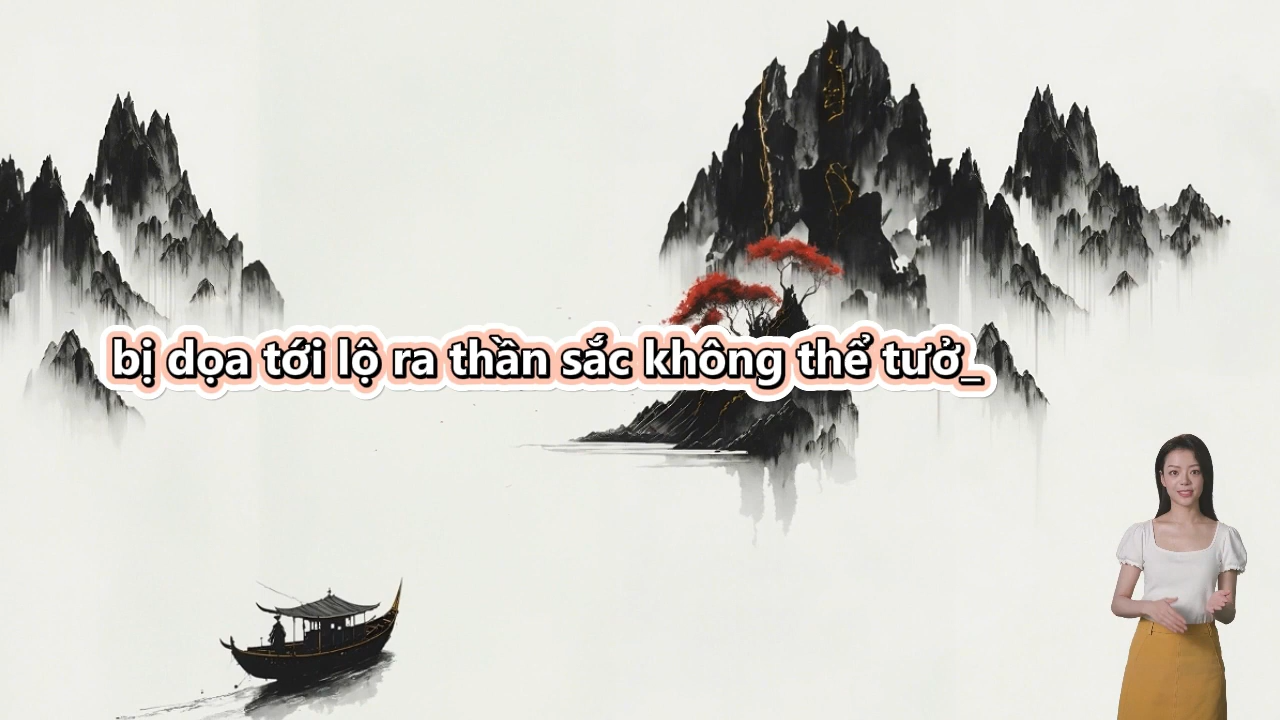 bị dọa tới lộ ra thần sắc không thể tưở_